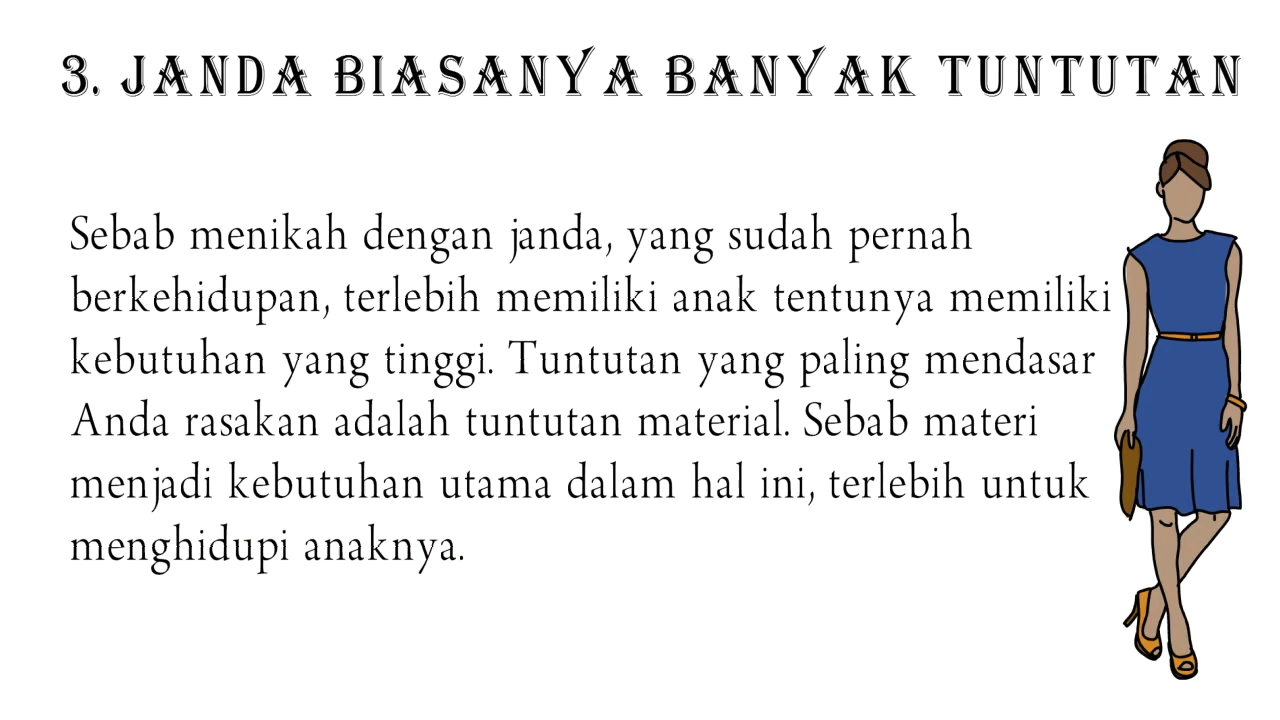 3. JANDA BIASANYA BANYAK TUNTUTAN
Sebab menikah dengan janda, yang sudah pernah
berkehidupan, terlebih memiliki anak tentunya memiliki
kebutuhan yang tinggi. Tuntutan yang paling mendasar
Anda rasakan adalah tuntutan material. Sebab materi
menjadi kebutuhan utama dalam hal ini, terlebih untuk
menghidupi anaknya.